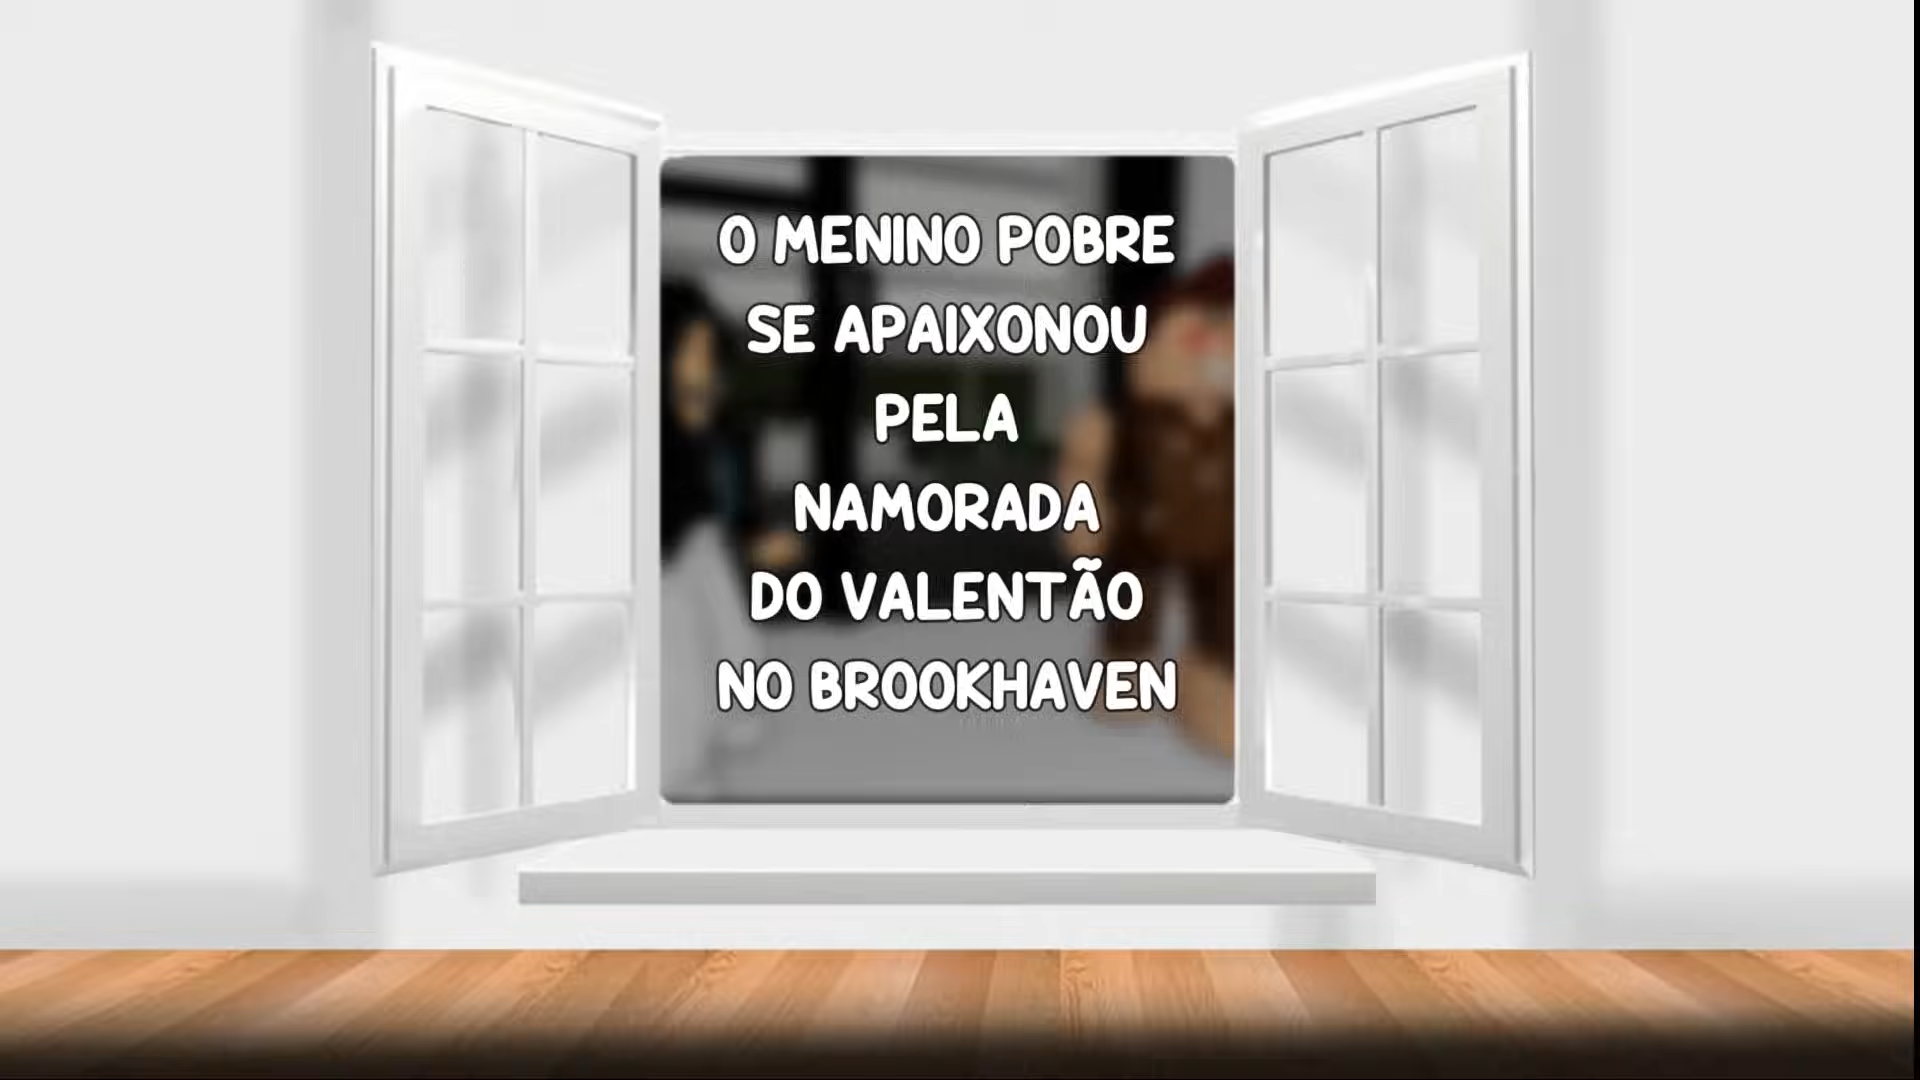 O MENINO POBRE
SE APAIXONOU
PELA
NAMORADA
DO VALENTÃO
NO BROOKHAVEN